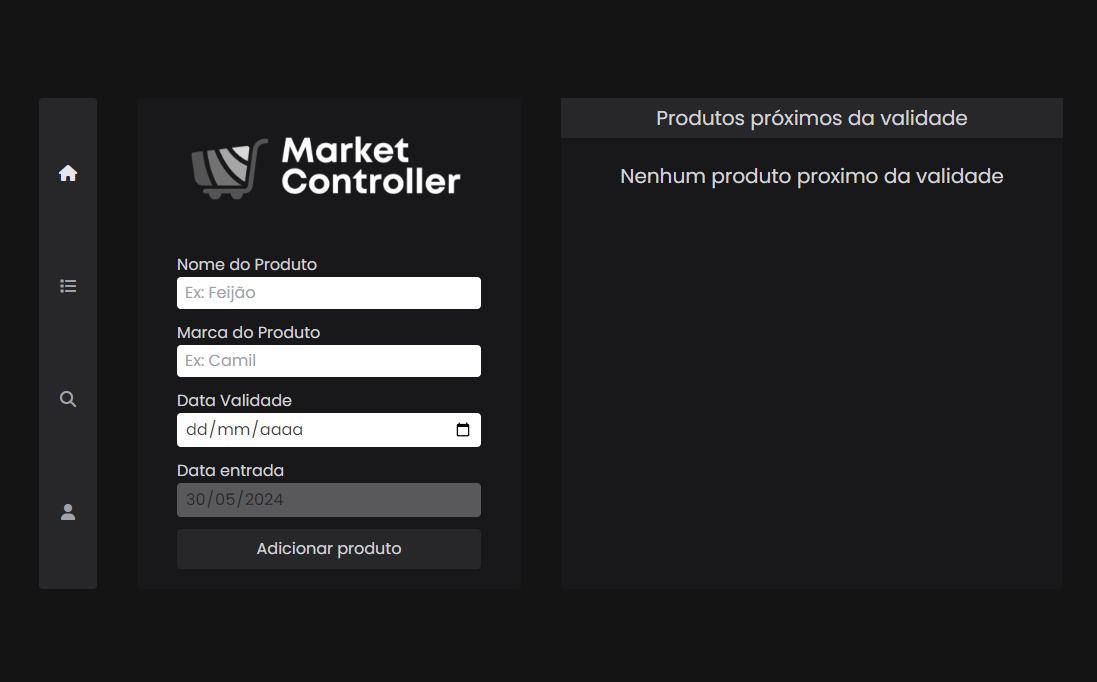 Market
Controller
Nome do Produto
Ex: Feijão
Marca do Produto
Ex: Camil
Data Validade
dd/mm/aaaa
Data entrada
30/05/2024
Adicionar produto
Produtos próximos da validade
Nenhum produto proximo da validade